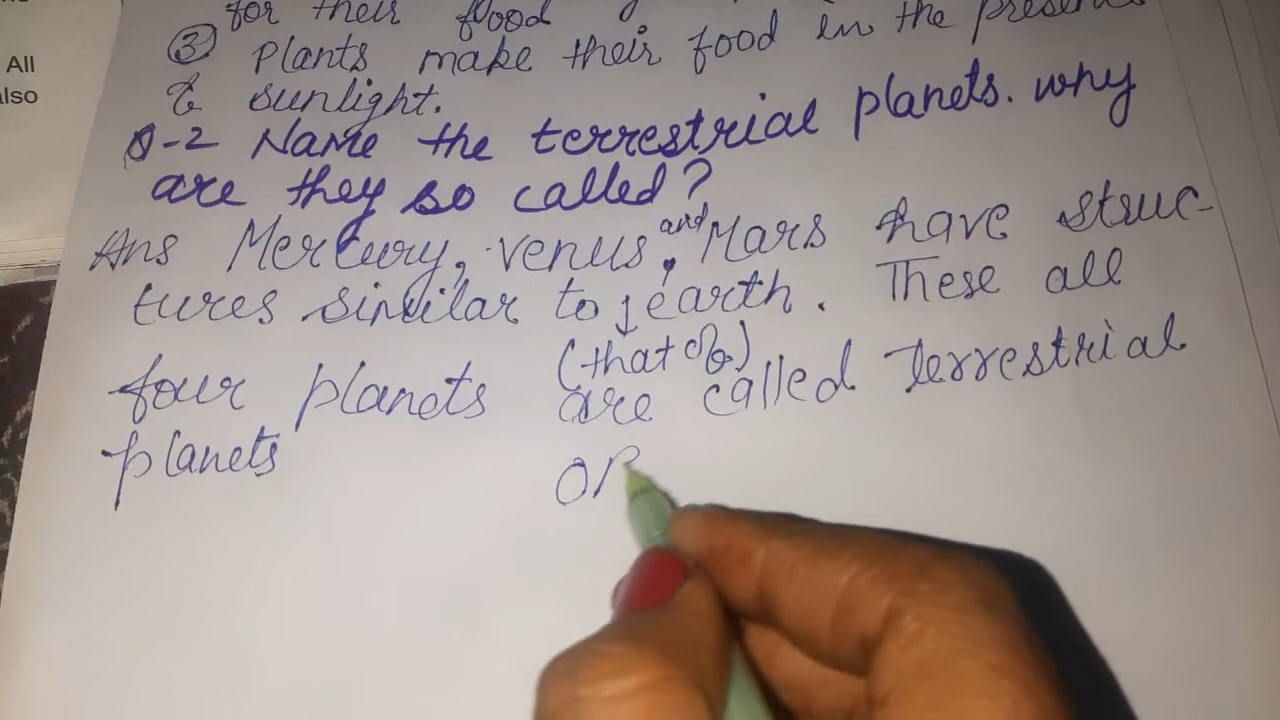 All
also
for their food
③ Plants make their food in the
& sunlight.
Q-2 Name the terrestrial planets. why
are they so called?
Ans Mercury, venus, and Mars have struc-
tures similar to earth. These all
(that of)
four planets are called terrestrial
planets
OR